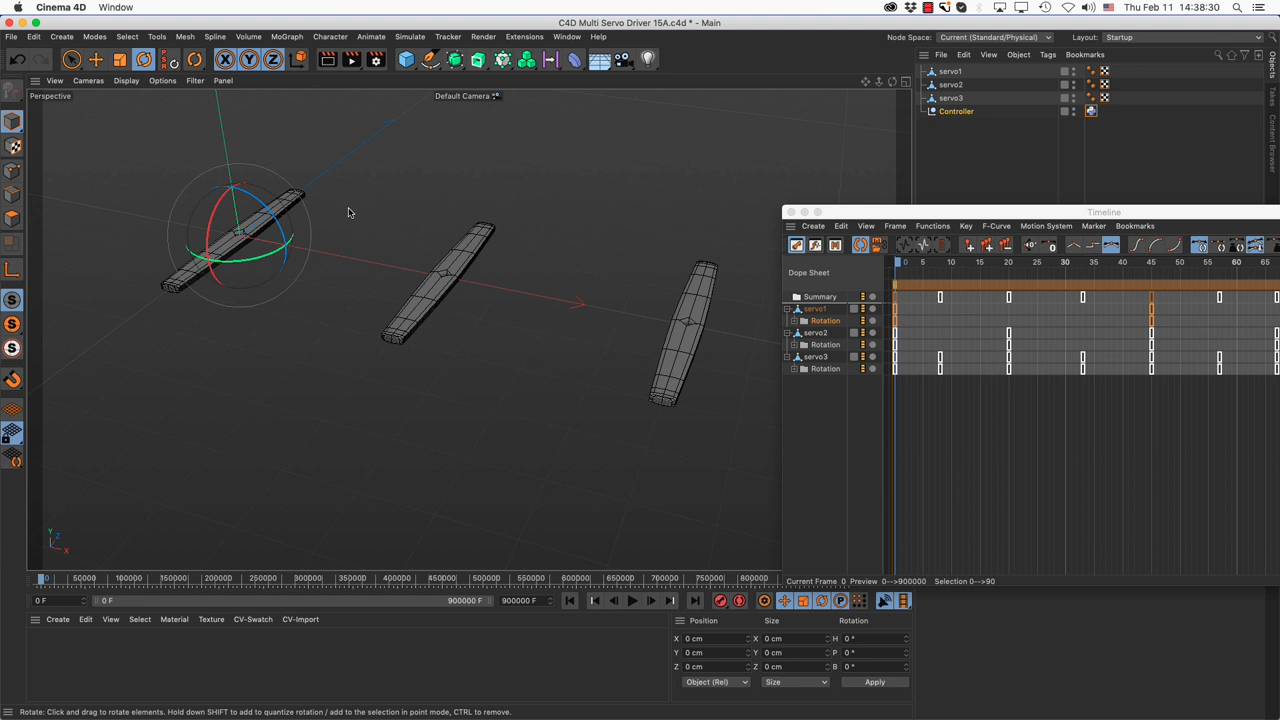 Cinema 4D Window Thu Feb 11 14:38:30
C4D Multi Servo Driver 15A.c4d * - Main
File Edit Create Modes Select Tools Mesh Spline Volume MoGraph Character Animate Simulate Tracker Render Extensions Window Help Node Space: Current (Standard/Physical) Layout: Startup
X Y Z PSR File Edit View Object Tags Bookmarks
View Cameras Display Options Filter Panel
Perspective Default Camera
servo1
servo2
servo3
Controller
Objects
Takes
Content Browser
Timeline
Create Edit View Frame Functions Key F-Curve Motion System Marker Bookmarks
Dope Sheet 0 5 10 15 20 25 30 35 40 45 50 55 60 65
Summary
servo1
Rotation
servo2
Rotation
servo3
Rotation
Y Z X
Current Frame 0 Preview 0-->900000 Selection 0-->90
0 50000 100000 150000 200000 250000 300000 350000 400000 450000 500000 550000 600000 650000 700000 750000 800000
0 F 0 F 900000 F 900000 F
Create Edit View Select Material Texture CV-Swatch CV-Import
Position Size Rotation
X 0 cm X 0 cm H 0 °
Y 0 cm Y 0 cm P 0 °
Z 0 cm Z 0 cm B 0 °
Object (Rel) Size Apply
Rotate: Click and drag to rotate elements. Hold down SHIFT to add to quantize rotation / add to the selection in point mode, CTRL to remove.